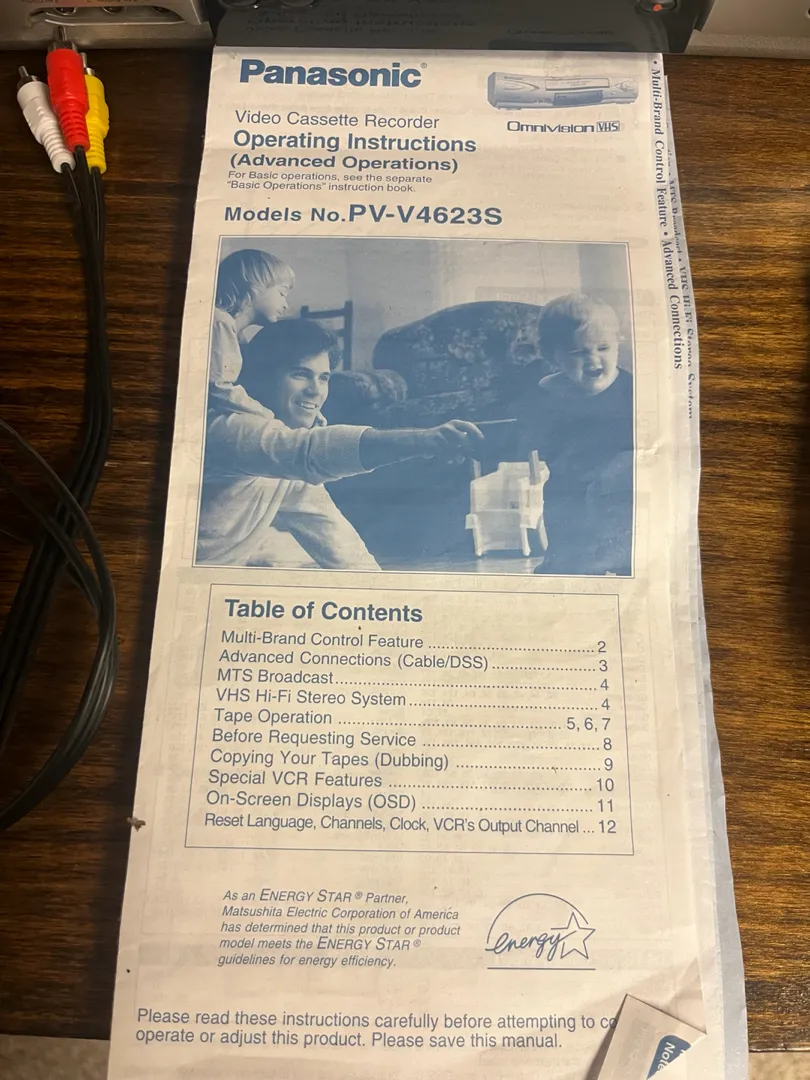 Panasonic®
Video Cassette Recorder
Operating Instructions
(Advanced Operations)
For Basic operations, see the separate
"Basic Operations" instruction book.
Models No. PV-V4623S
Omnivision VHS
• Multi-Brand Control Feature • Advanced Connections
• VHS Hi-Fi Stereo System
Table of Contents
Multi-Brand Control Feature ................................... 2
Advanced Connections (Cable/DSS) ...................... 3
MTS Broadcast..................................................... 4
VHS Hi-Fi Stereo System...................................... 4
Tape Operation ............................................. 5, 6, 7
Before Requesting Service ................................... 8
Copying Your Tapes (Dubbing) ............................. 9
Special VCR Features ......................................... 10
On-Screen Displays (OSD) .................................. 11
Reset Language, Channels, Clock, VCR's Output Channel ... 12
As an ENERGY STAR ® Partner,
Matsushita Electric Corporation of America
has determined that this product or product
model meets the ENERGY STAR ®
guidelines for energy efficiency.
energy
Please read these instructions carefully before attempting to
operate or adjust this product. Please save this manual.
Note